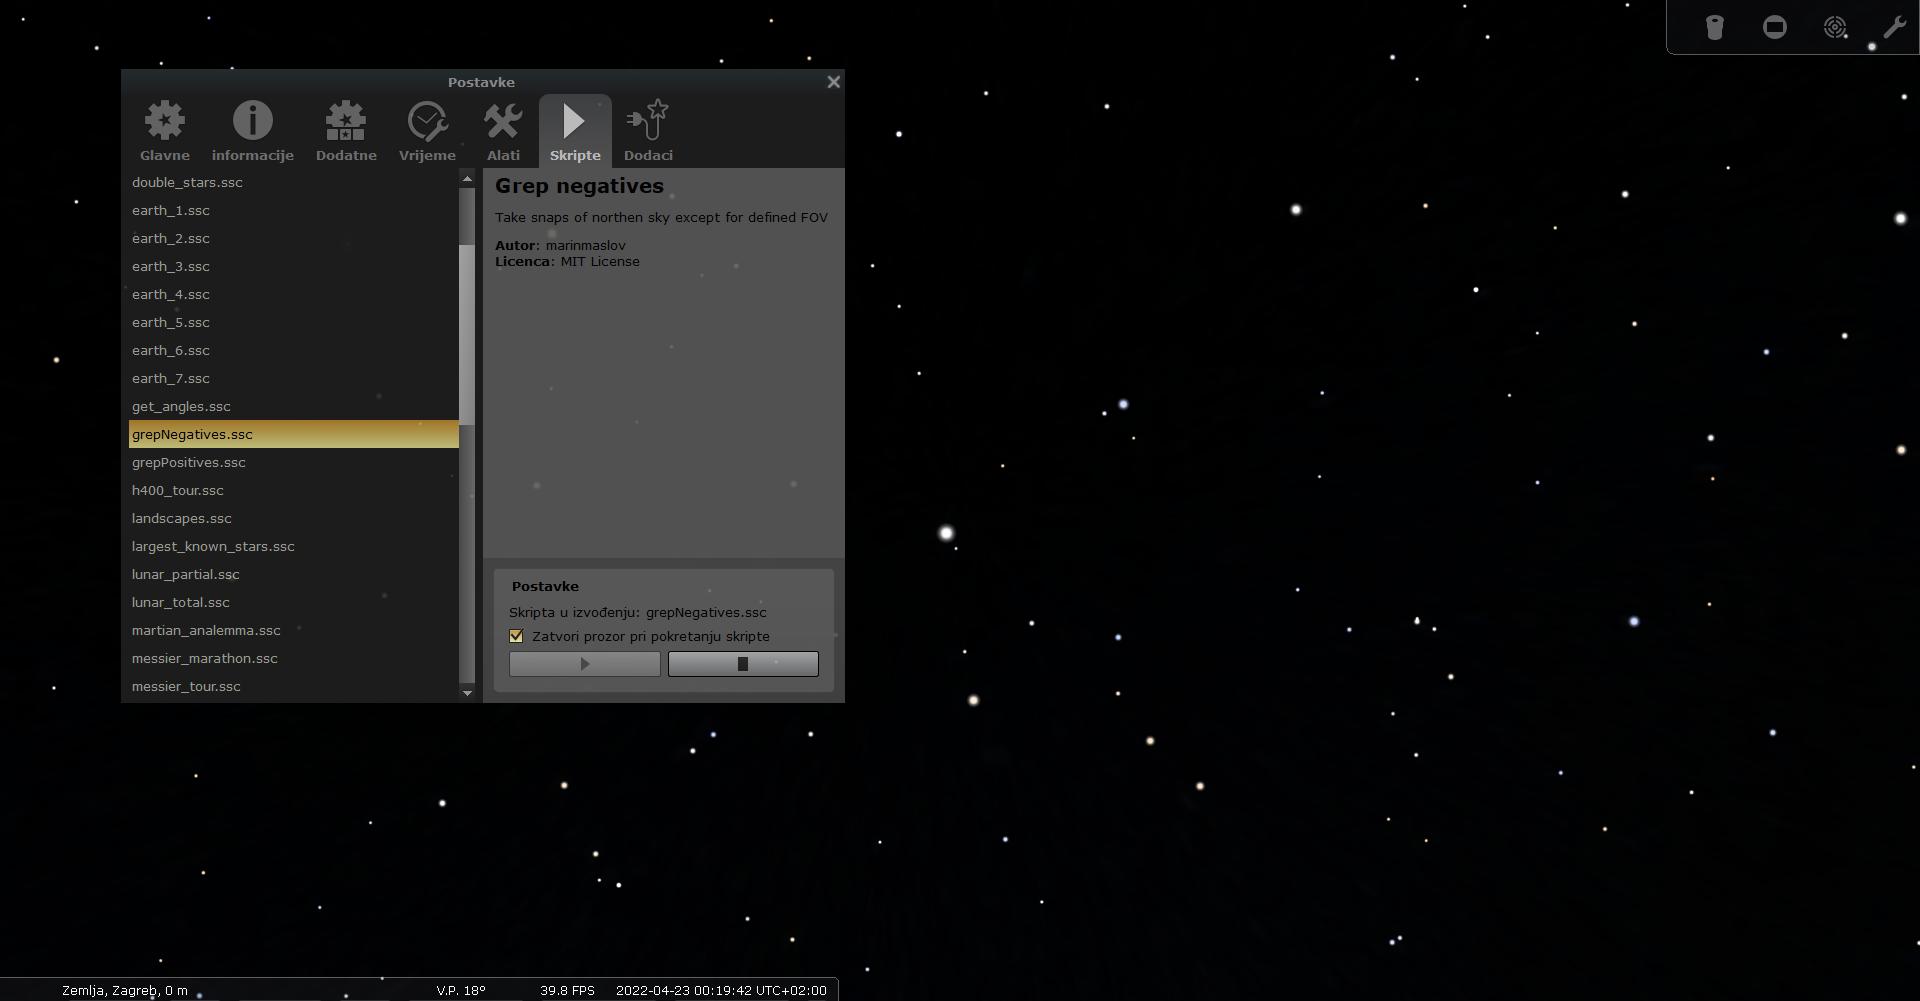 Postavke
Glavne
informacije
Dodatne
Vrijeme
Alati
Skripte
Dodaci
double_stars.ssc
earth_1.ssc
earth_2.ssc
earth_3.ssc
earth_4.ssc
earth_5.ssc
earth_6.ssc
earth_7.ssc
get_angles.ssc
grepNegatives.ssc
grepPositives.ssc
h400_tour.ssc
landscapes.ssc
largest_known_stars.ssc
lunar_partial.ssc
lunar_total.ssc
martian_analemma.ssc
messier_marathon.ssc
messier_tour.ssc
Grep negatives
Take snaps of northen sky except for defined FOV
Autor: marinmaslov
Licenca: MIT License
Postavke
Skripta u izvođenju: grepNegatives.ssc
Zatvori prozor pri pokretanju skripte
Zemlja, Zagreb, 0 m
V.P. 18°
39.8 FPS
2022-04-23 00:19:42 UTC+02:00